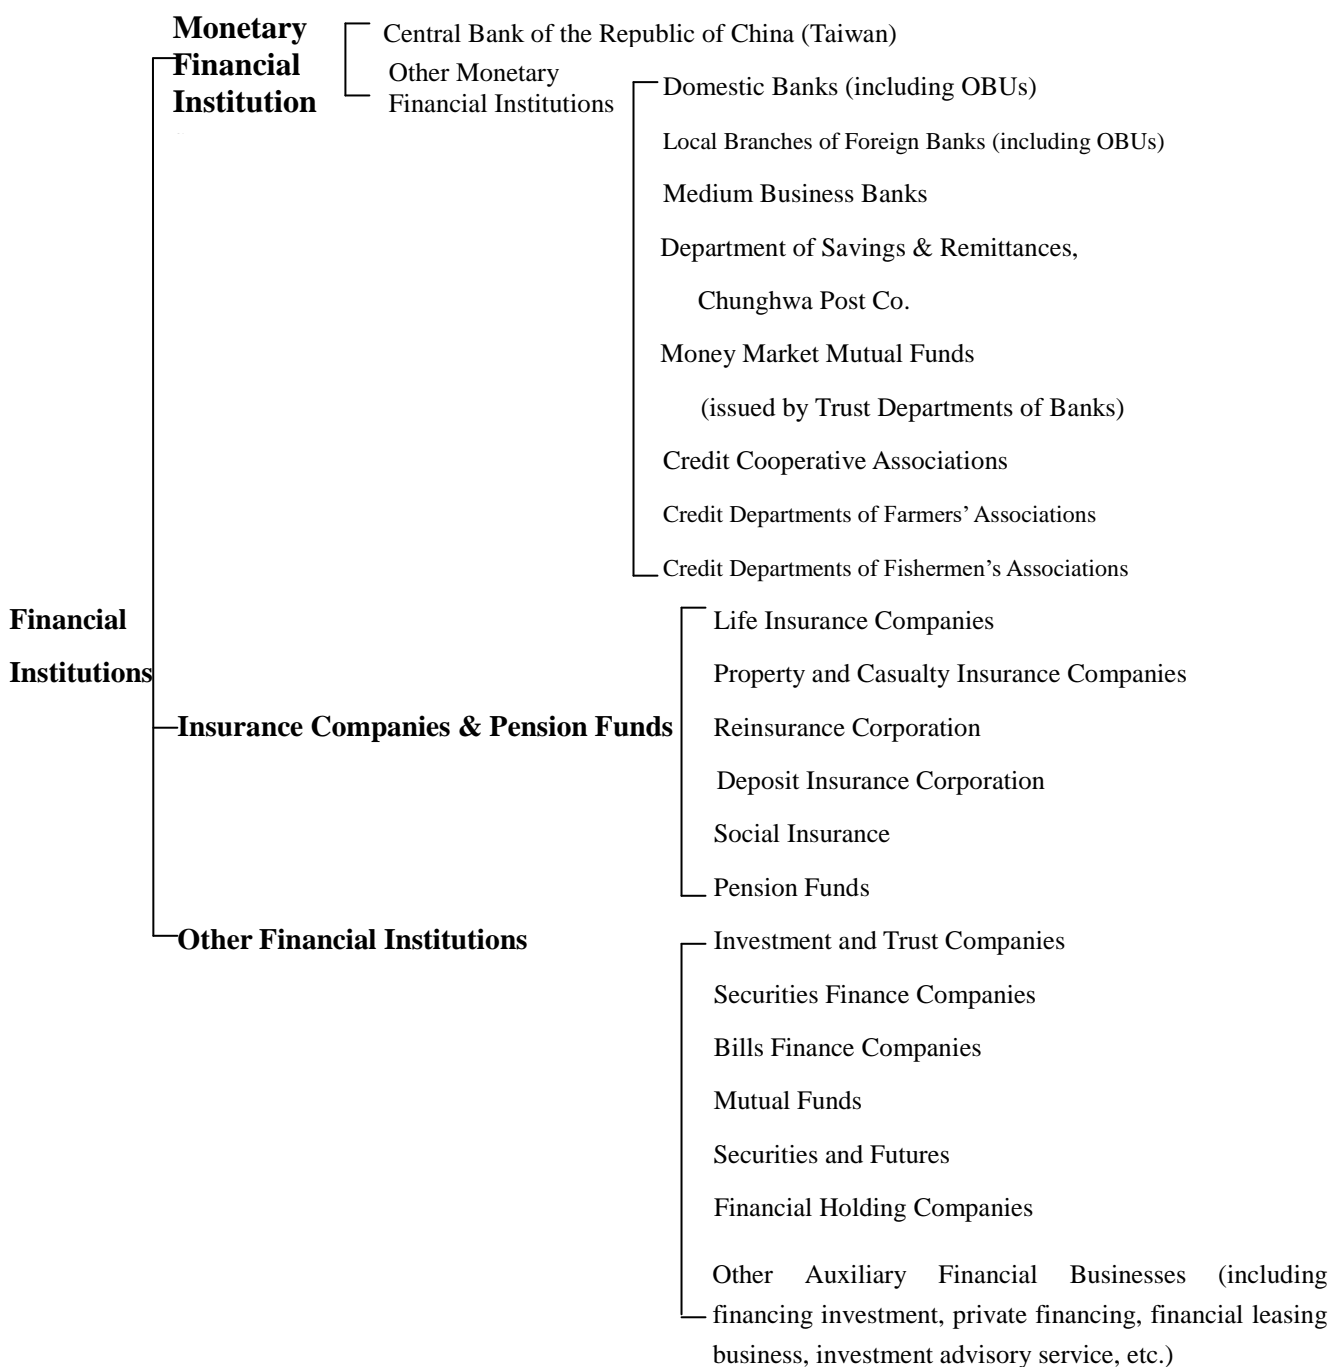 Monetary
Financial
Institution
Central Bank of the Republic of China (Taiwan)
Other Monetary
Financial Institutions
Domestic Banks (including OBUs)
Local Branches of Foreign Banks (including OBUs)
Medium Business Banks
Department of Savings & Remittances,
Chunghwa Post Co.
Money Market Mutual Funds
(issued by Trust Departments of Banks)
Credit Cooperative Associations
Credit Departments of Farmers’ Associations
Credit Departments of Fishermen’s Associations
Financial
Institutions
Insurance Companies & Pension Funds
Life Insurance Companies
Property and Casualty Insurance Companies
Reinsurance Corporation
Deposit Insurance Corporation
Social Insurance
Pension Funds
Other Financial Institutions
Investment and Trust Companies
Securities Finance Companies
Bills Finance Companies
Mutual Funds
Securities and Futures
Financial Holding Companies
Other Auxiliary Financial Businesses (including
financing investment, private financing, financial leasing
business, investment advisory service, etc.)